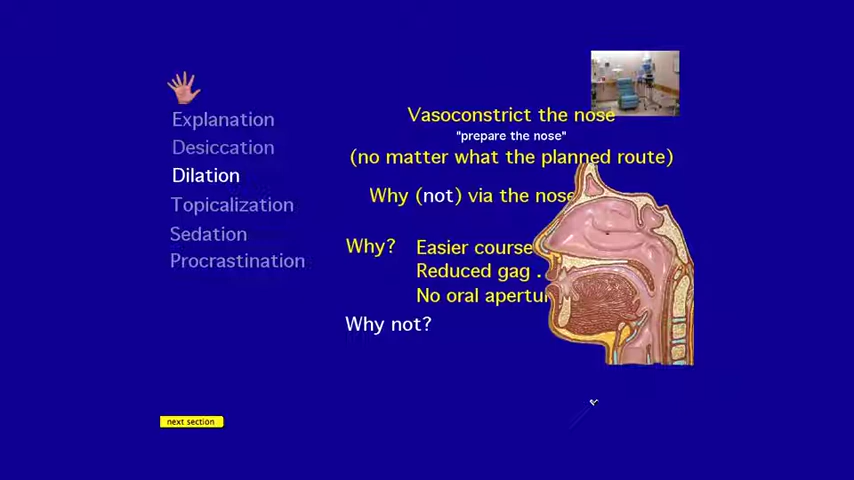 Explanation
Desiccation
Dilation
Topicalization
Sedation
Procrastination
Vasoconstrict the nose
"prepare the nose"
(no matter what the planned route)
Why (not) via the nose
Why? Easier course
Reduced gag . .
No oral
Why not?
next section